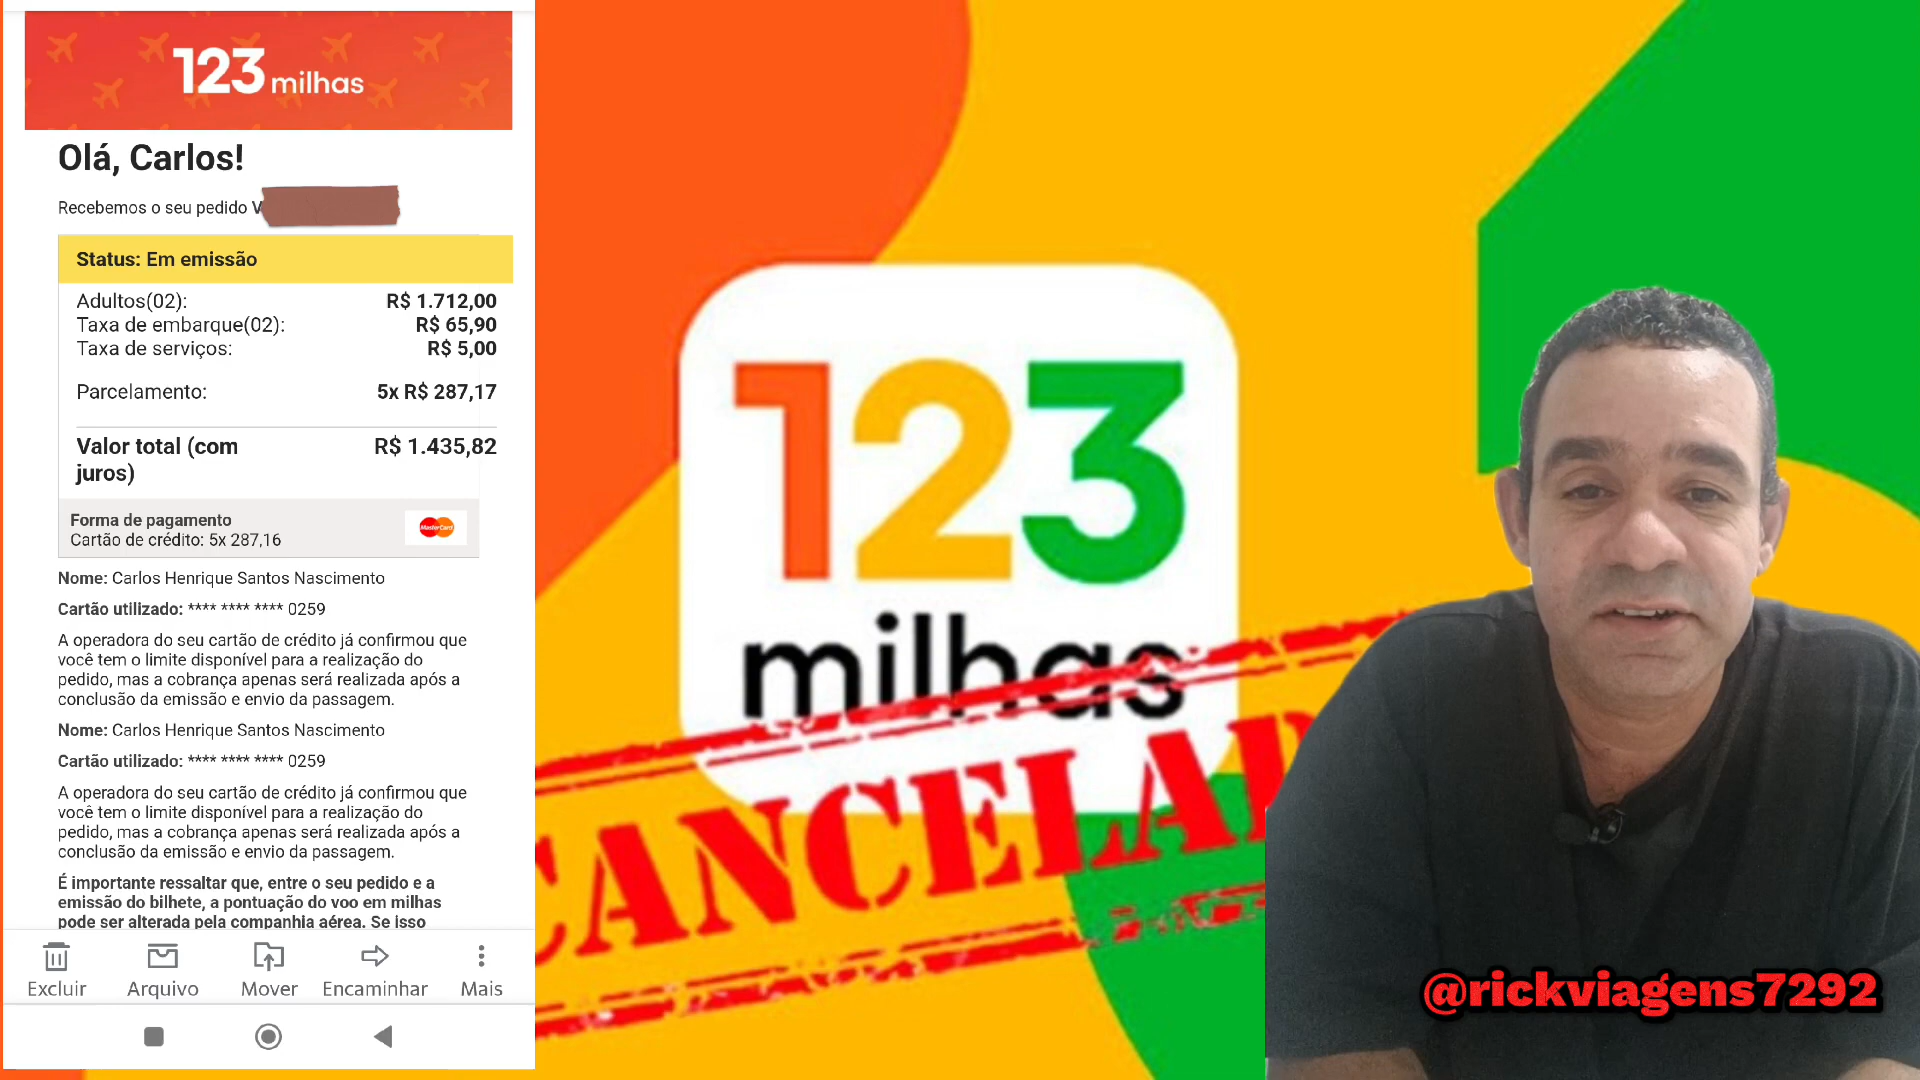 123 milhas
Olá, Carlos!
Recebemos o seu pedido V
Status: Em emissão
Adultos(02): R$ 1.712,00
Taxa de embarque(02): R$ 65,90
Taxa de serviços: R$ 5,00
Parcelamento: 5x R$ 287,17
Valor total (com juros) R$ 1.435,82
Forma de pagamento
Cartão de crédito: 5x 287,16
MasterCard
Nome: Carlos Henrique Santos Nascimento
Cartão utilizado: **** **** **** 0259
A operadora do seu cartão de crédito já confirmou que
você tem o limite disponível para a realização do
pedido, mas a cobrança apenas será realizada após a
conclusão da emissão e envio da passagem.
Nome: Carlos Henrique Santos Nascimento
Cartão utilizado: **** **** **** 0259
A operadora do seu cartão de crédito já confirmou que
você tem o limite disponível para a realização do
pedido, mas a cobrança apenas será realizada após a
conclusão da emissão e envio da passagem.
É importante ressaltar que, entre o seu pedido e a
emissão do bilhete, a pontuação do voo em milhas
pode ser alterada pela companhia aérea. Se isso
Excluir Arquivo Mover Encaminhar Mais
123
milhas
CANCELAD
@rickviagens7292